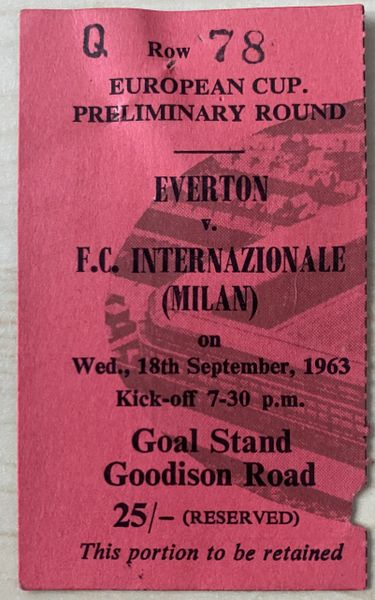 Q Row 78
EUROPEAN CUP.
PRELIMINARY ROUND
EVERTON
v.
F.C. INTERNAZIONALE
(MILAN)
on
Wed., 18th September, 1963
Kick-off 7-30 p.m.
Goal Stand
Goodison Road
25/- (RESERVED)
This portion to be retained